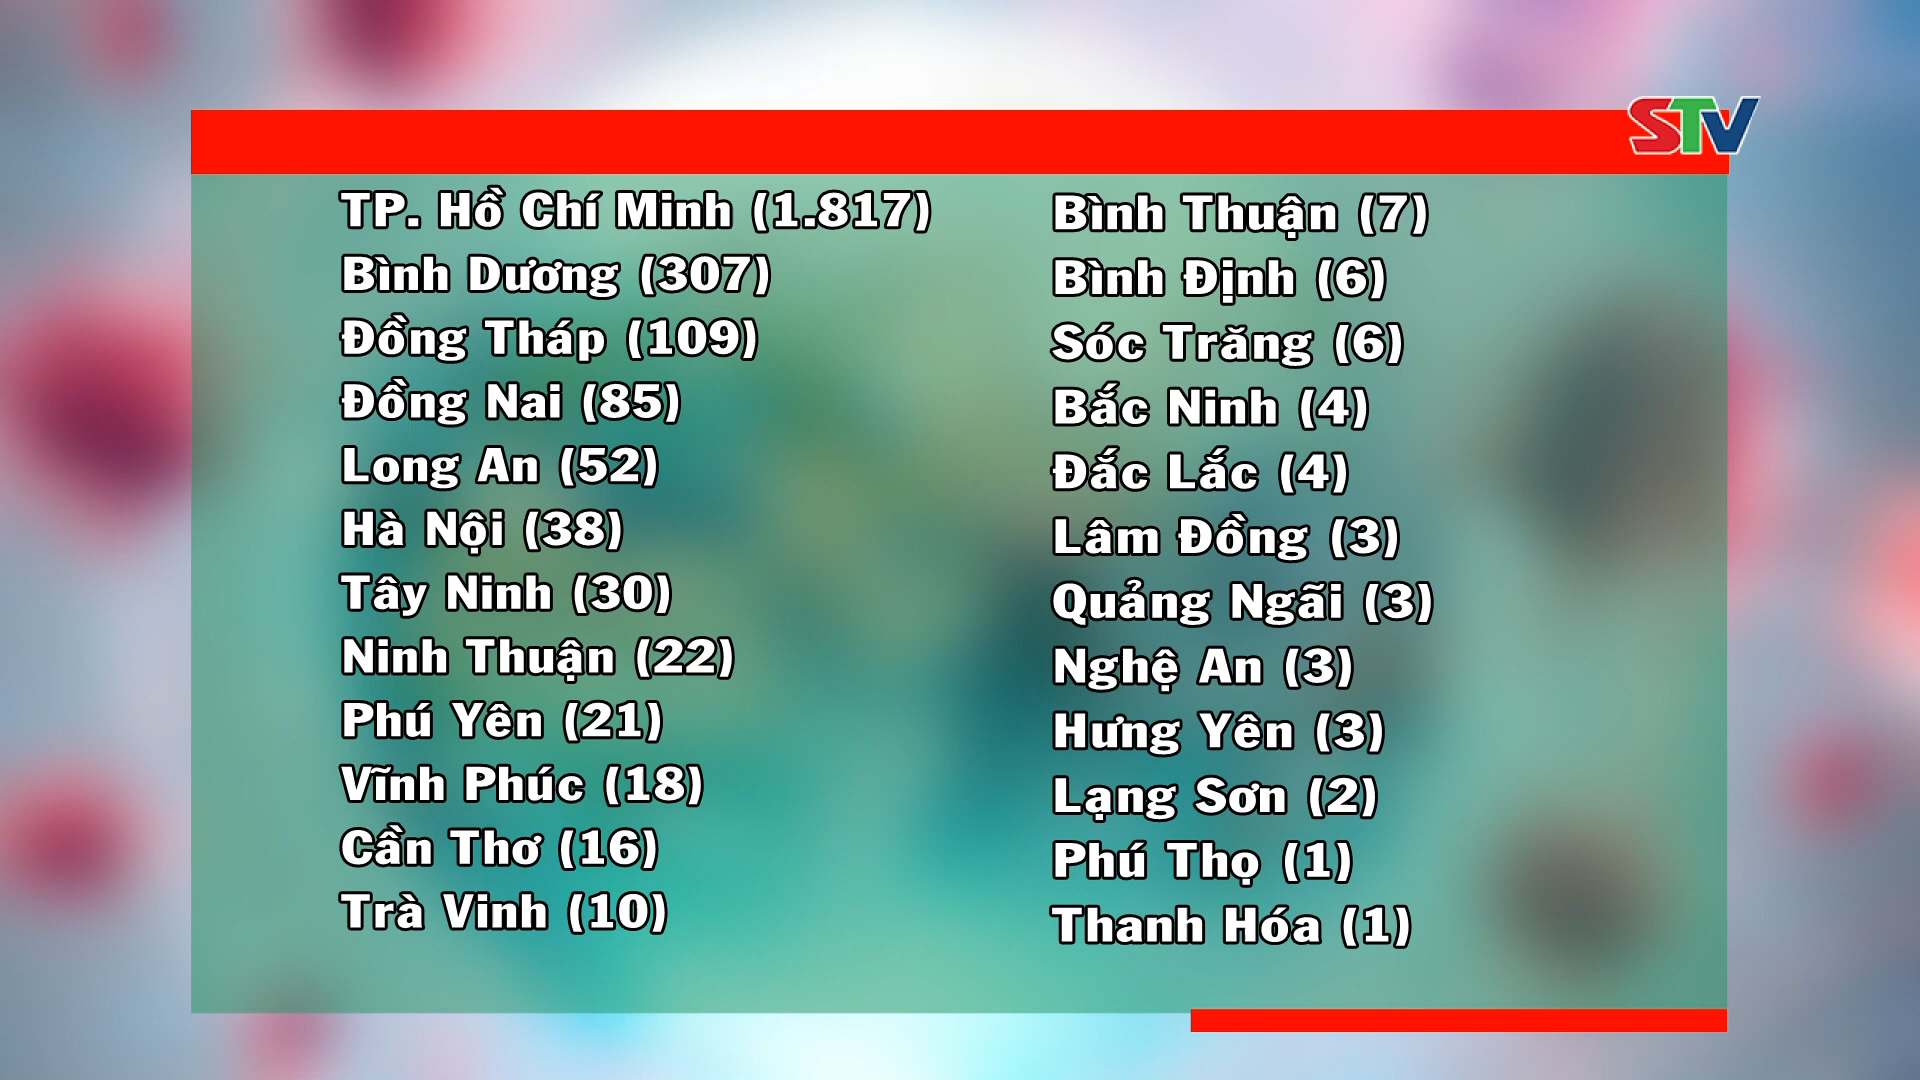 STV
TP. Hồ Chí Minh (1.817)
Bình Dương (307)
Đồng Tháp (109)
Đồng Nai (85)
Long An (52)
Hà Nội (38)
Tây Ninh (30)
Ninh Thuận (22)
Phú Yên (21)
Vĩnh Phúc (18)
Cần Thơ (16)
Trà Vinh (10)
Bình Thuận (7)
Bình Định (6)
Sóc Trăng (6)
Bắc Ninh (4)
Đắc Lắc (4)
Lâm Đồng (3)
Quảng Ngãi (3)
Nghệ An (3)
Hưng Yên (3)
Lạng Sơn (2)
Phú Thọ (1)
Thanh Hóa (1)